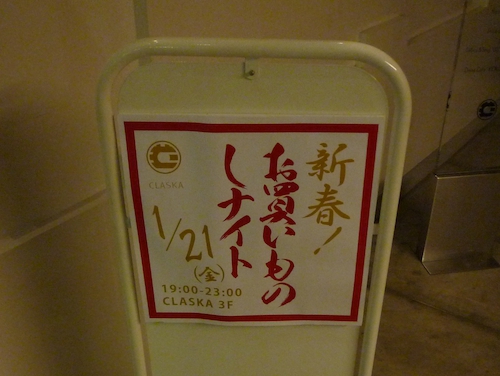 新春!
お買いもの
しナイト
CLASKA
1/21
(金)
19:00-23:00
CLASKA 3F